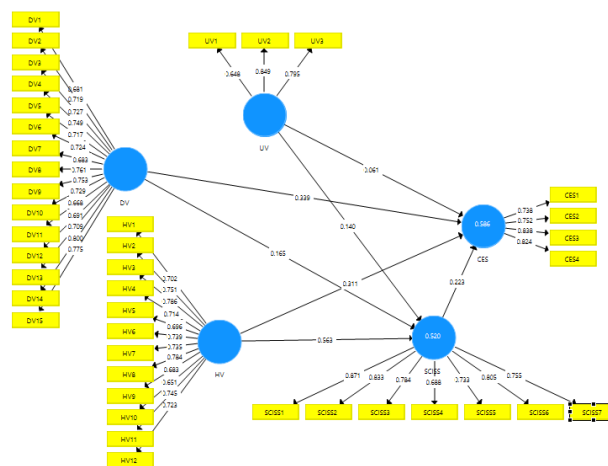 DV1
DV2
DV3
DV4
DV5
DV6
DV7
DV8
DV9
DV10
DV11
DV12
DV13
DV14
DV15
0.681
0.719
0.727
0.749
0.717
0.724
0.683
0.761
0.753
0.729
0.668
0.691
0.709
0.800
0.775
DV
UV1
UV2
UV3
0.648
0.849
0.795
UV
0.061
0.339
0.140
0.165
0.311
0.563
0.223
HV1
HV2
HV3
HV4
HV5
HV6
HV7
HV8
HV9
HV10
HV11
HV12
0.702
0.751
0.786
0.714
0.696
0.739
0.735
0.784
0.683
0.651
0.745
0.723
HV
0.586
CES
CES1
CES2
CES3
CES4
0.738
0.752
0.838
0.824
0.520
SCISS
0.871
0.833
0.784
0.688
0.733
0.805
0.755
SCISS1
SCISS2
SCISS3
SCISS4
SCISS5
SCISS6
SCISS7